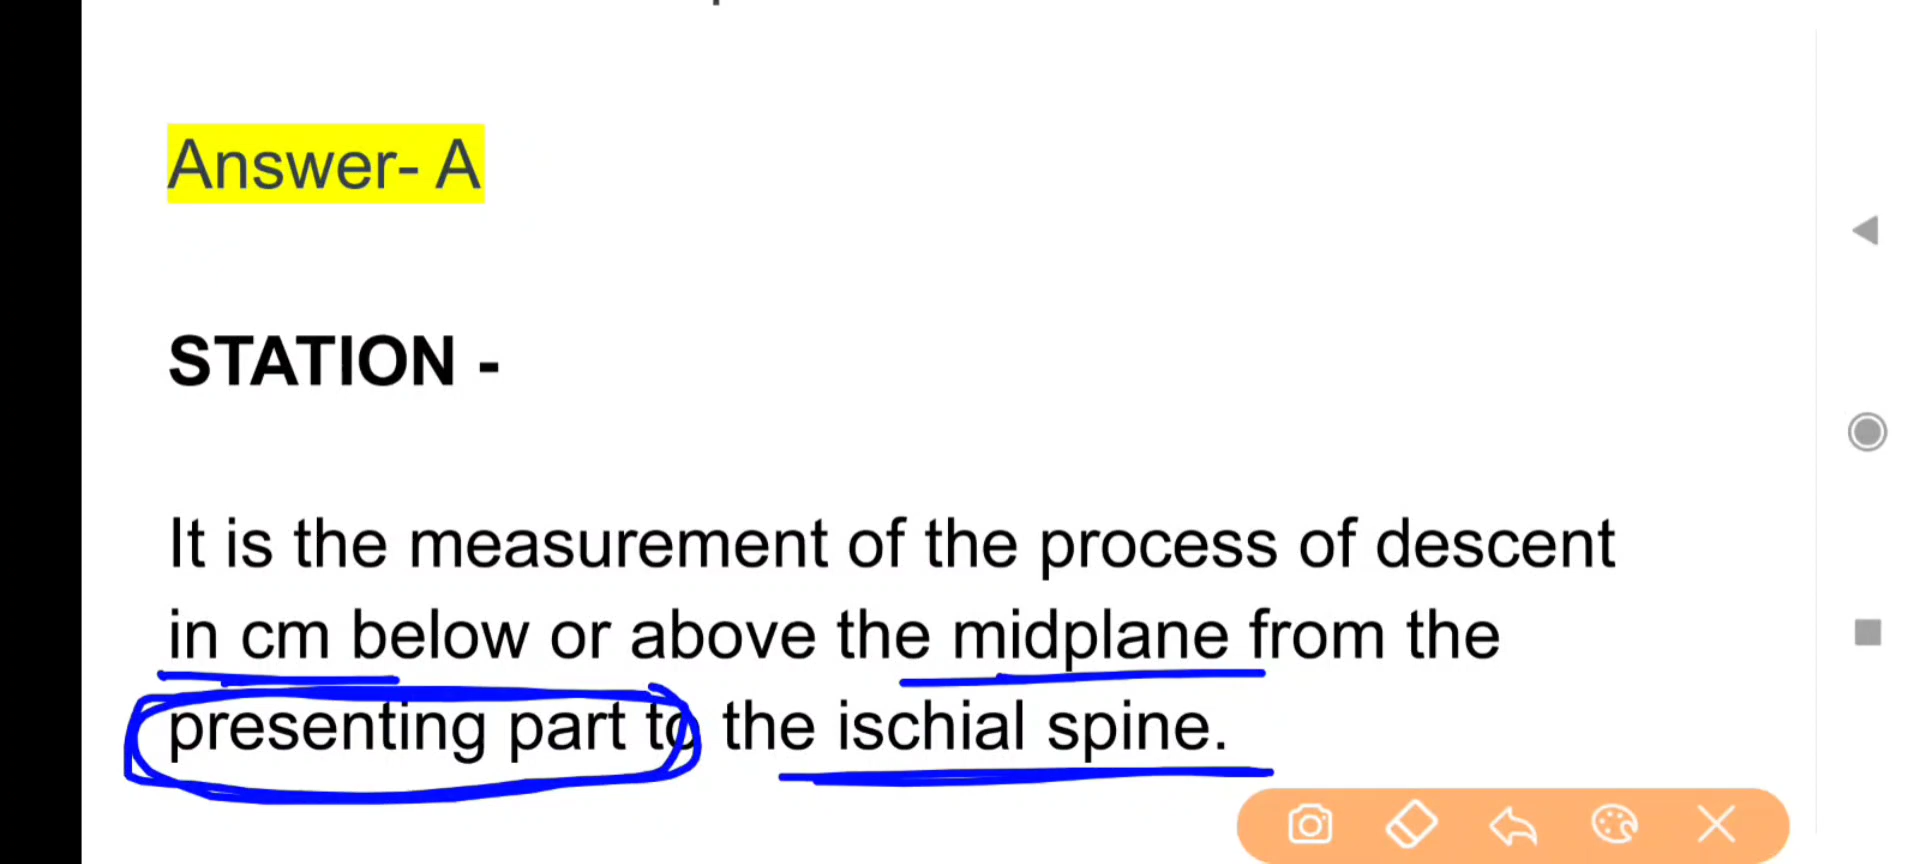 Answer- A
STATION -
It is the measurement of the process of descent
in cm below or above the midplane from the
presenting part to the ischial spine.